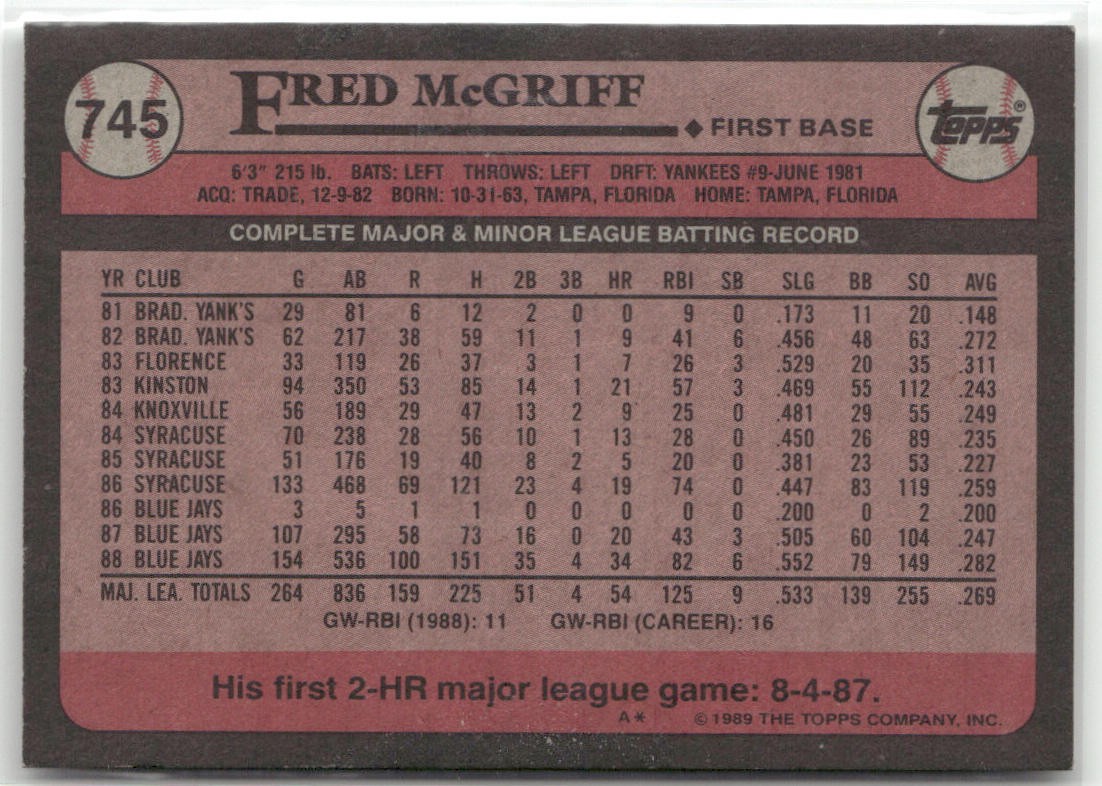 745
FRED McGRIFF
FIRST BASE
TOPPS®
6'3" 215 lb. BATS: LEFT THROWS: LEFT DRFT: YANKEES #9-JUNE 1981
ACQ: TRADE, 12-9-82 BORN: 10-31-63, TAMPA, FLORIDA HOME: TAMPA, FLORIDA
COMPLETE MAJOR & MINOR LEAGUE BATTING RECORD
YR CLUB G AB R H 2B 3B HR RBI SB SLG BB SO AVG
81 BRAD. YANK'S 29 81 6 12 2 0 0 9 0 .173 11 20 .148
82 BRAD. YANK'S 62 217 38 59 11 1 9 41 6 .456 48 63 .272
83 FLORENCE 33 119 26 37 3 1 7 26 3 .529 20 35 .311
83 KINSTON 94 350 53 85 14 1 21 57 3 .469 55 112 .243
84 KNOXVILLE 56 189 29 47 13 2 9 25 0 .481 29 55 .249
84 SYRACUSE 70 238 28 56 10 1 13 28 0 .450 26 89 .235
85 SYRACUSE 51 176 19 40 8 2 5 20 0 .381 23 53 .227
86 SYRACUSE 133 468 69 121 23 4 19 74 0 .447 83 119 .259
86 BLUE JAYS 3 5 1 1 0 0 0 0 0 .200 0 2 .200
87 BLUE JAYS 107 295 58 73 16 0 20 43 3 .505 60 104 .247
88 BLUE JAYS 154 536 100 151 35 4 34 82 6 .552 79 149 .282
MAJ. LEA. TOTALS 264 836 159 225 51 4 54 125 9 .533 139 255 .269
GW-RBI (1988): 11 GW-RBI (CAREER): 16
His first 2-HR major league game: 8-4-87.
A* © 1989 THE TOPPS COMPANY, INC.